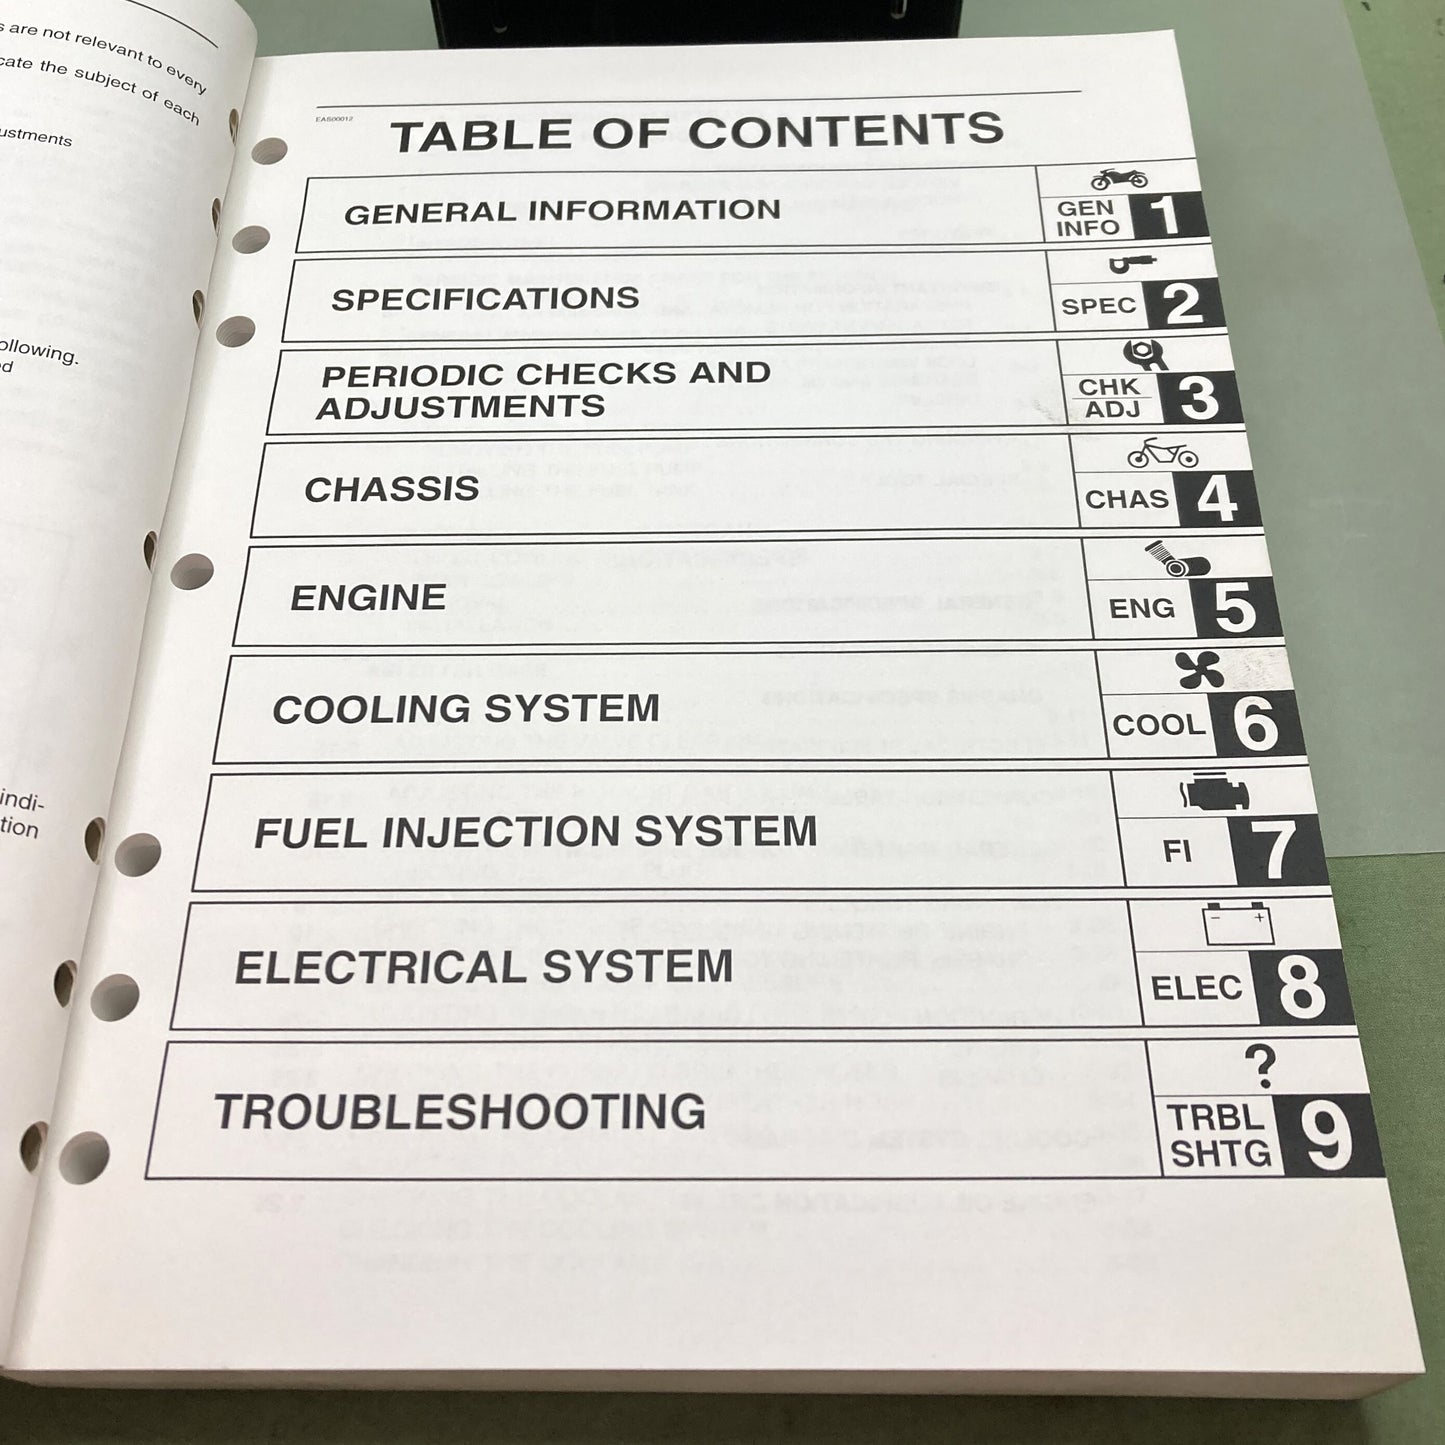 s are not relevant to every
cate the subject of each
ustments
ollowing.
ed
indi-
tion
EAS00012
TABLE OF CONTENTS
GENERAL INFORMATION
GEN
INFO
1
SPECIFICATIONS
SPEC
2
PERIODIC CHECKS AND
ADJUSTMENTS
CHK
ADJ
3
CHASSIS
CHAS
4
ENGINE
ENG
5
COOLING SYSTEM
COOL
6
FUEL INJECTION SYSTEM
FI
7
ELECTRICAL SYSTEM
- +
ELEC
8
TROUBLESHOOTING
?
TRBL
SHTG
9